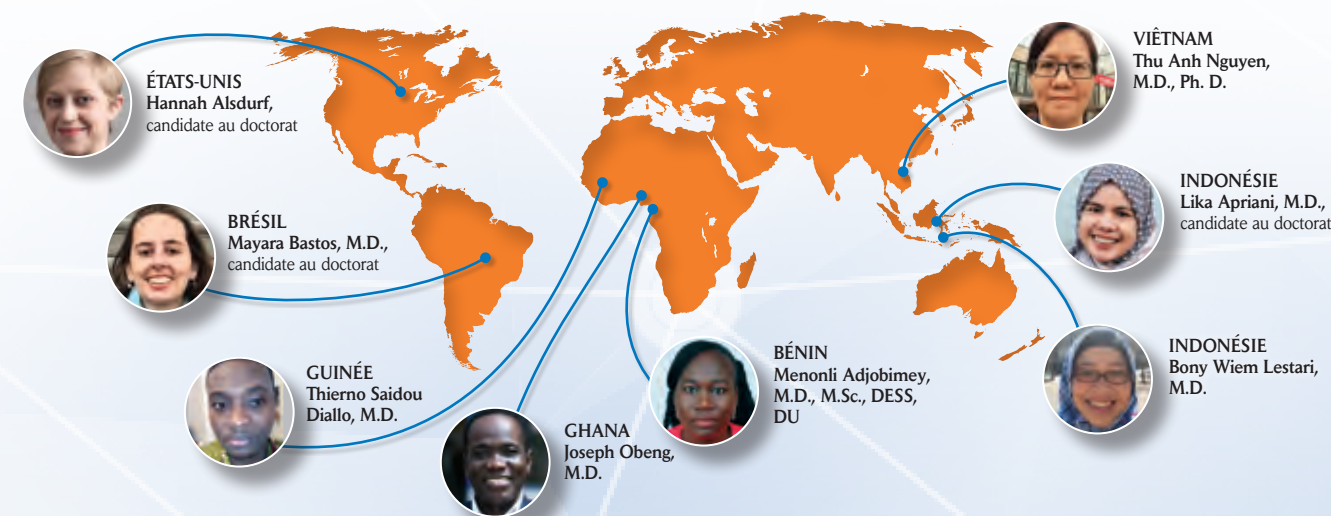 ÉTATS-UNIS
Hannah Alsdurf,
candidate au doctorat
BRÉSIL
Mayara Bastos, M.D.,
candidate au doctorat
GUINÉE
Thierno Saidou
Diallo, M.D.
GHANA
Joseph Obeng,
M.D.
BÉNIN
Menonli Adjobimey,
M.D., M.Sc., DESS,
DU
VIÊTNAM
Thu Anh Nguyen,
M.D., Ph. D.
INDONÉSIE
Lika Apriani, M.D.,
candidate au doctorat
INDONÉSIE
Bony Wiem Lestari,
M.D.